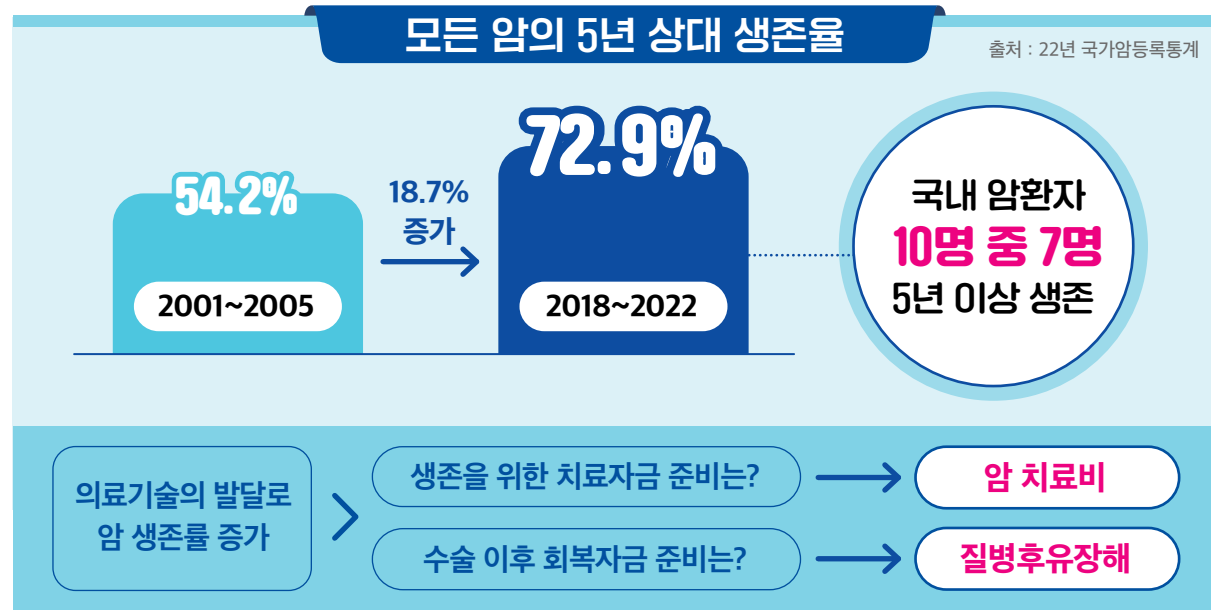 모든 암의 5년 상대 생존율
출처 : 22년 국가암등록통계
54.2%
2001~2005
18.7%
증가
72.9%
2018~2022
국내 암환자
10명 중 7명
5년 이상 생존
의료기술의 발달로
암 생존률 증가
생존을 위한 치료자금 준비는?
암 치료비
수술 이후 회복자금 준비는?
질병후유장해